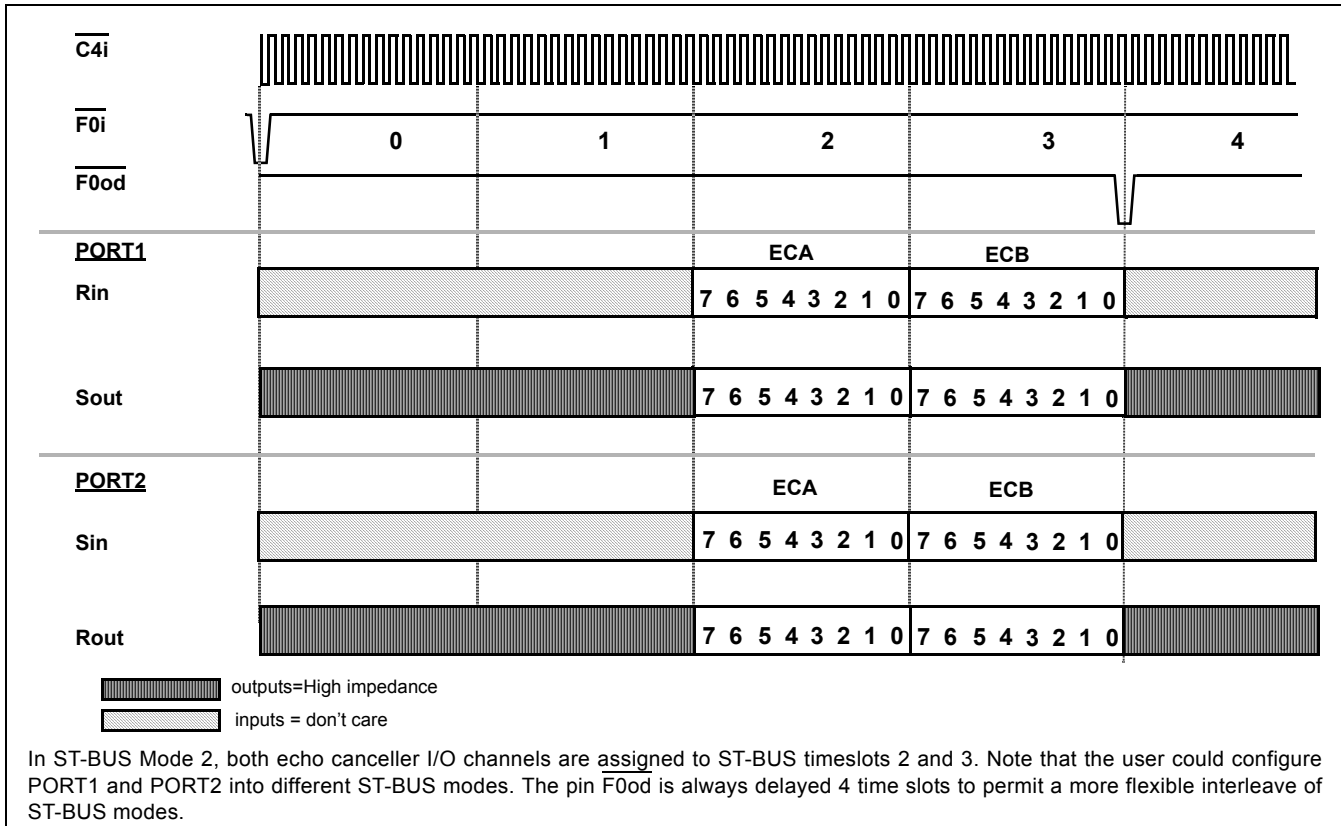 C4i
F0i
0 1 2 3 4
F0od
PORT1
ECA ECB
Rin
7 6 5 4 3 2 1 0 7 6 5 4 3 2 1 0
Sout
7 6 5 4 3 2 1 0 7 6 5 4 3 2 1 0
PORT2
ECA ECB
Sin
7 6 5 4 3 2 1 0 7 6 5 4 3 2 1 0
Rout
7 6 5 4 3 2 1 0 7 6 5 4 3 2 1 0
outputs=High impedance
inputs = don't care
In ST-BUS Mode 2, both echo canceller I/O channels are assigned to ST-BUS timeslots 2 and 3. Note that the user could configure
PORT1 and PORT2 into different ST-BUS modes. The pin F0od is always delayed 4 time slots to permit a more flexible interleave of
ST-BUS modes.